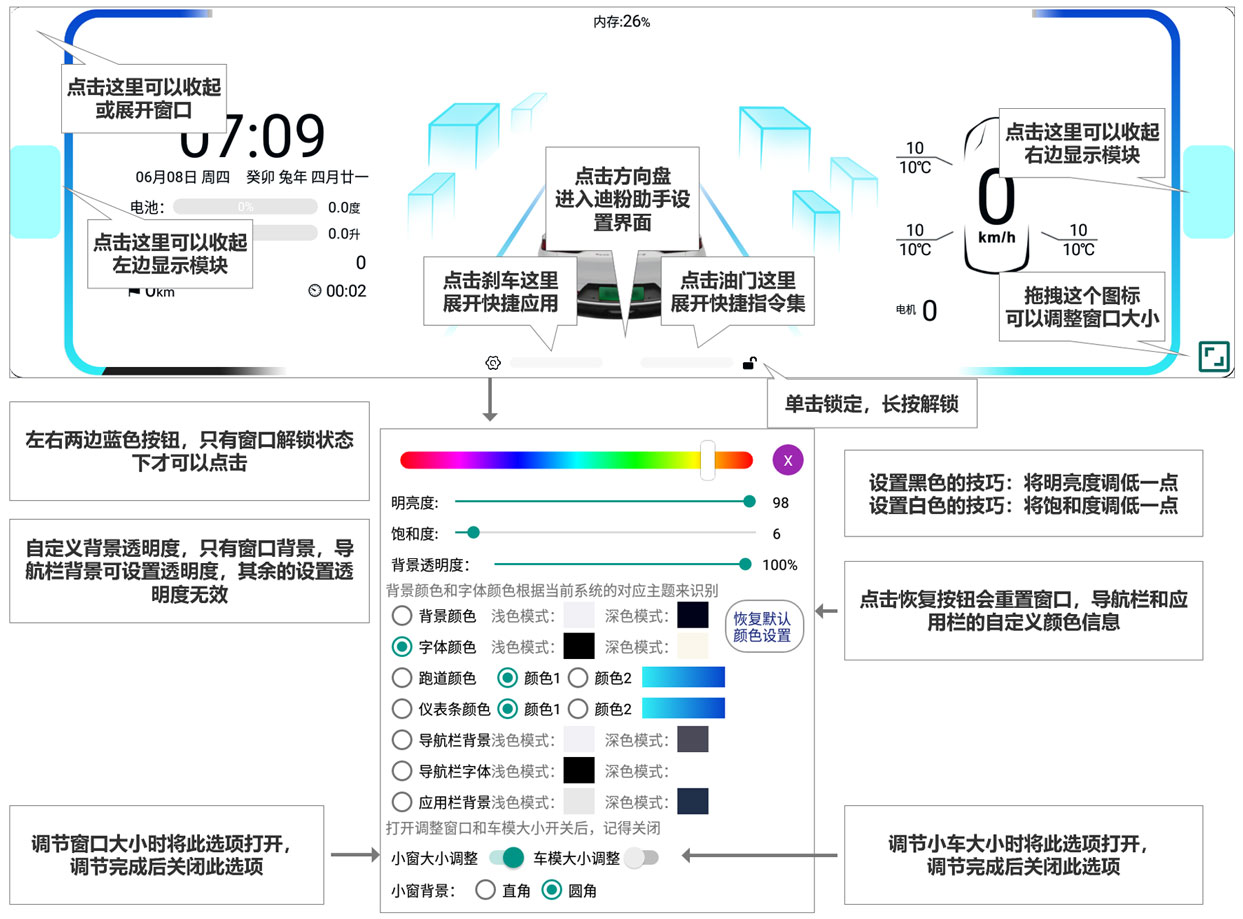 内存:26%
点击这里可以收起
或展开窗口
07:09
06月08日 周四 癸卯 兔年 四月廿一
电池: 0% 0.0度
0.0升
点击这里可以收起
左边显示模块
0
0km
00:02
点击方向盘
进入迪粉助手设
置界面
点击刹车这里
展开快捷应用
点击油门这里
展开快捷指令集
点击这里可以收起
右边显示模块
10
10℃
0
km/h
10
10℃
10
10℃
电机 0
拖拽这个图标
可以调整窗口大小
单击锁定，长按解锁
左右两边蓝色按钮，只有窗口解锁状态
下才可以点击
自定义背景透明度，只有窗口背景，导
航栏背景可设置透明度，其余的设置透
明度无效
X
明亮度: 98
饱和度: 6
背景透明度: 100%
背景颜色和字体颜色根据当前系统的对应主题来识别
背景颜色 浅色模式: 深色模式:
字体颜色 浅色模式: 深色模式:
恢复默认
颜色设置
跑道颜色 颜色1 颜色2
仪表条颜色 颜色1 颜色2
导航栏背景 浅色模式: 深色模式:
导航栏字体 浅色模式: 深色模式:
应用栏背景 浅色模式: 深色模式:
打开调整窗口和车模大小开关后，记得关闭
小窗大小调整 车模大小调整
小窗背景: 直角 圆角
设置黑色的技巧：将明亮度调低一点
设置白色的技巧：将饱和度调低一点
点击恢复按钮会重置窗口，导航栏和应
用栏的自定义颜色信息
调节窗口大小时将此选项打开，
调节完成后关闭此选项
调节小车大小时将此选项打开，
调节完成后关闭此选项